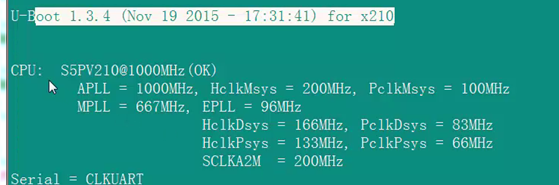 U-Boot 1.3.4 (Nov 19 2015 - 17:31:41) for x210
CPU:  S5PV210@1000MHz(OK)
APLL = 1000MHz, HclkMsys = 200MHz, PclkMsys = 100MHz
MPLL = 667MHz, EPLL = 96MHz
HclkDsys = 166MHz, PclkDsys = 83MHz
HclkPsys = 133MHz, PclkPsys = 66MHz
SCLKA2M  = 200MHz
Serial = CLKUART